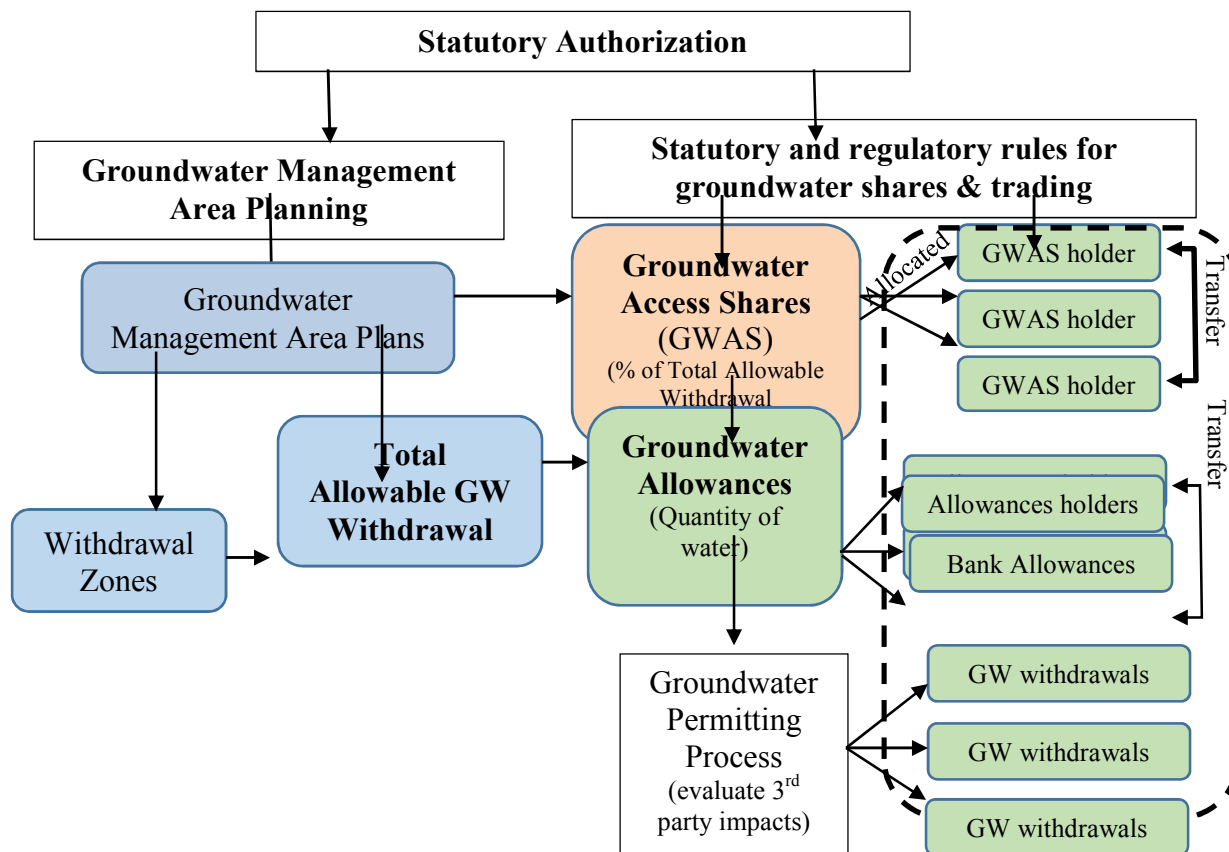 Statutory Authorization
Groundwater Management
Area Planning
Statutory and regulatory rules for
groundwater shares & trading
Groundwater
Management Area Plans
Groundwater
Access Shares
(GWAS)
(% of Total Allowable
Withdrawal
Allocated
GWAS holder
GWAS holder
GWAS holder
Transfer
Transfer
Total
Allowable GW
Withdrawal
Withdrawal
Zones
Groundwater
Allowances
(Quantity of
water)
Allowances holders
Bank Allowances
Groundwater
Permitting
Process
(evaluate 3rd
party impacts)
GW withdrawals
GW withdrawals
GW withdrawals